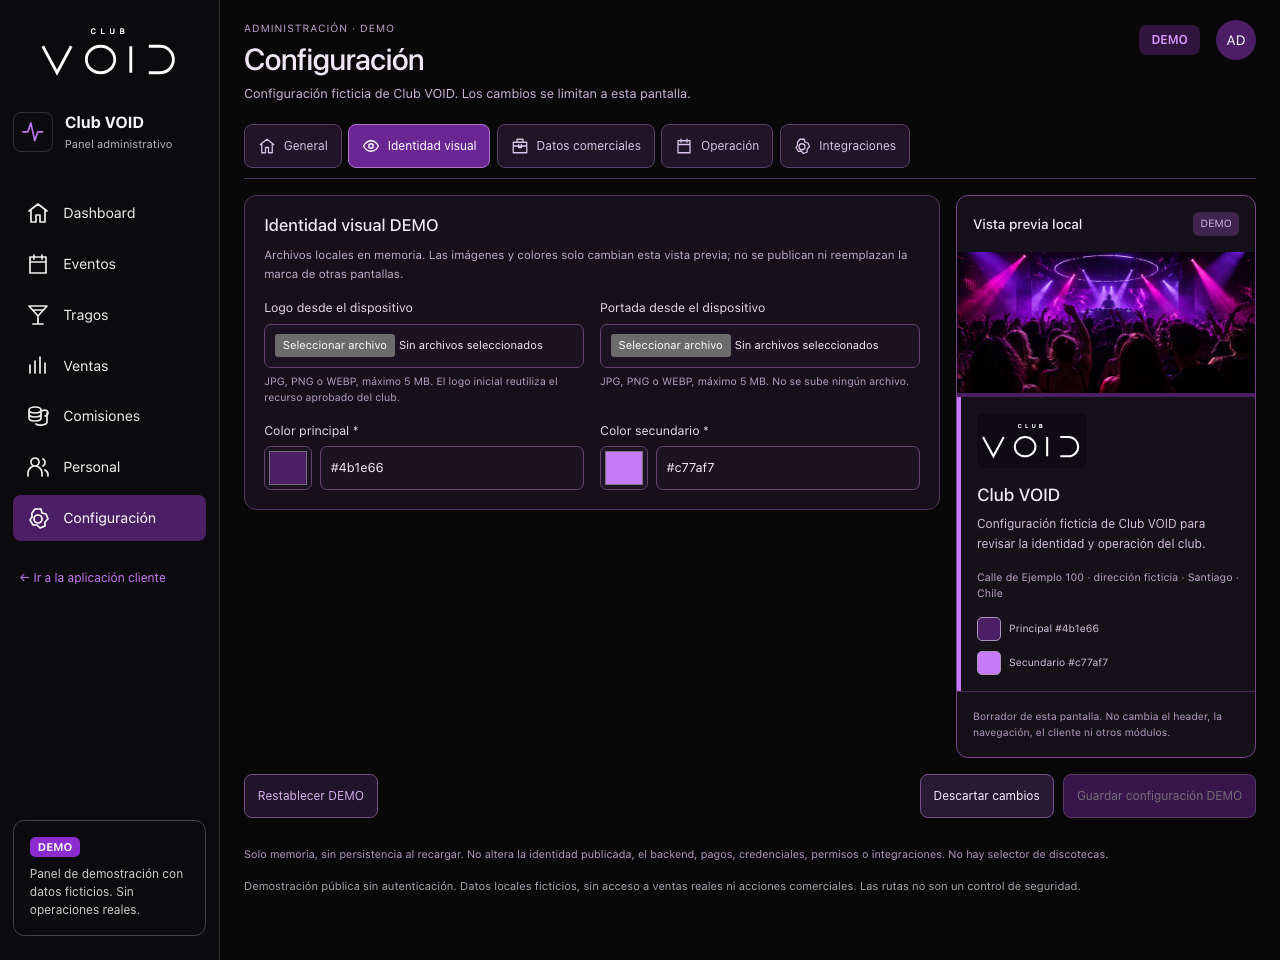 CLUB
VOID
Club VOID
Panel administrativo
Dashboard
Eventos
Tragos
Ventas
Comisiones
Personal
Configuración
← Ir a la aplicación cliente
DEMO
Panel de demostración con
datos ficticios. Sin
operaciones reales.
ADMINISTRACIÓN · DEMO
Configuración
Configuración ficticia de Club VOID. Los cambios se limitan a esta pantalla.
DEMO
AD
General
Identidad visual
Datos comerciales
Operación
Integraciones
Identidad visual DEMO
Archivos locales en memoria. Las imágenes y colores solo cambian esta vista previa; no se publican ni reemplazan la
marca de otras pantallas.
Logo desde el dispositivo
Seleccionar archivo Sin archivos seleccionados
JPG, PNG o WEBP, máximo 5 MB. El logo inicial reutiliza el
recurso aprobado del club.
Portada desde el dispositivo
Seleccionar archivo Sin archivos seleccionados
JPG, PNG o WEBP, máximo 5 MB. No se sube ningún archivo.
Color principal *
#4b1e66
Color secundario *
#c77af7
Vista previa local
DEMO
CLUB
VOID
Club VOID
Configuración ficticia de Club VOID para
revisar la identidad y operación del club.
Calle de Ejemplo 100 · dirección ficticia · Santiago ·
Chile
Principal #4b1e66
Secundario #c77af7
Borrador de esta pantalla. No cambia el header, la
navegación, el cliente ni otros módulos.
Restablecer DEMO
Descartar cambios
Guardar configuración DEMO
Solo memoria, sin persistencia al recargar. No altera la identidad publicada, el backend, pagos, credenciales, permisos o integraciones. No hay selector de discotecas.
Demostración pública sin autenticación. Datos locales ficticios, sin acceso a ventas reales ni acciones comerciales. Las rutas no son un control de seguridad.